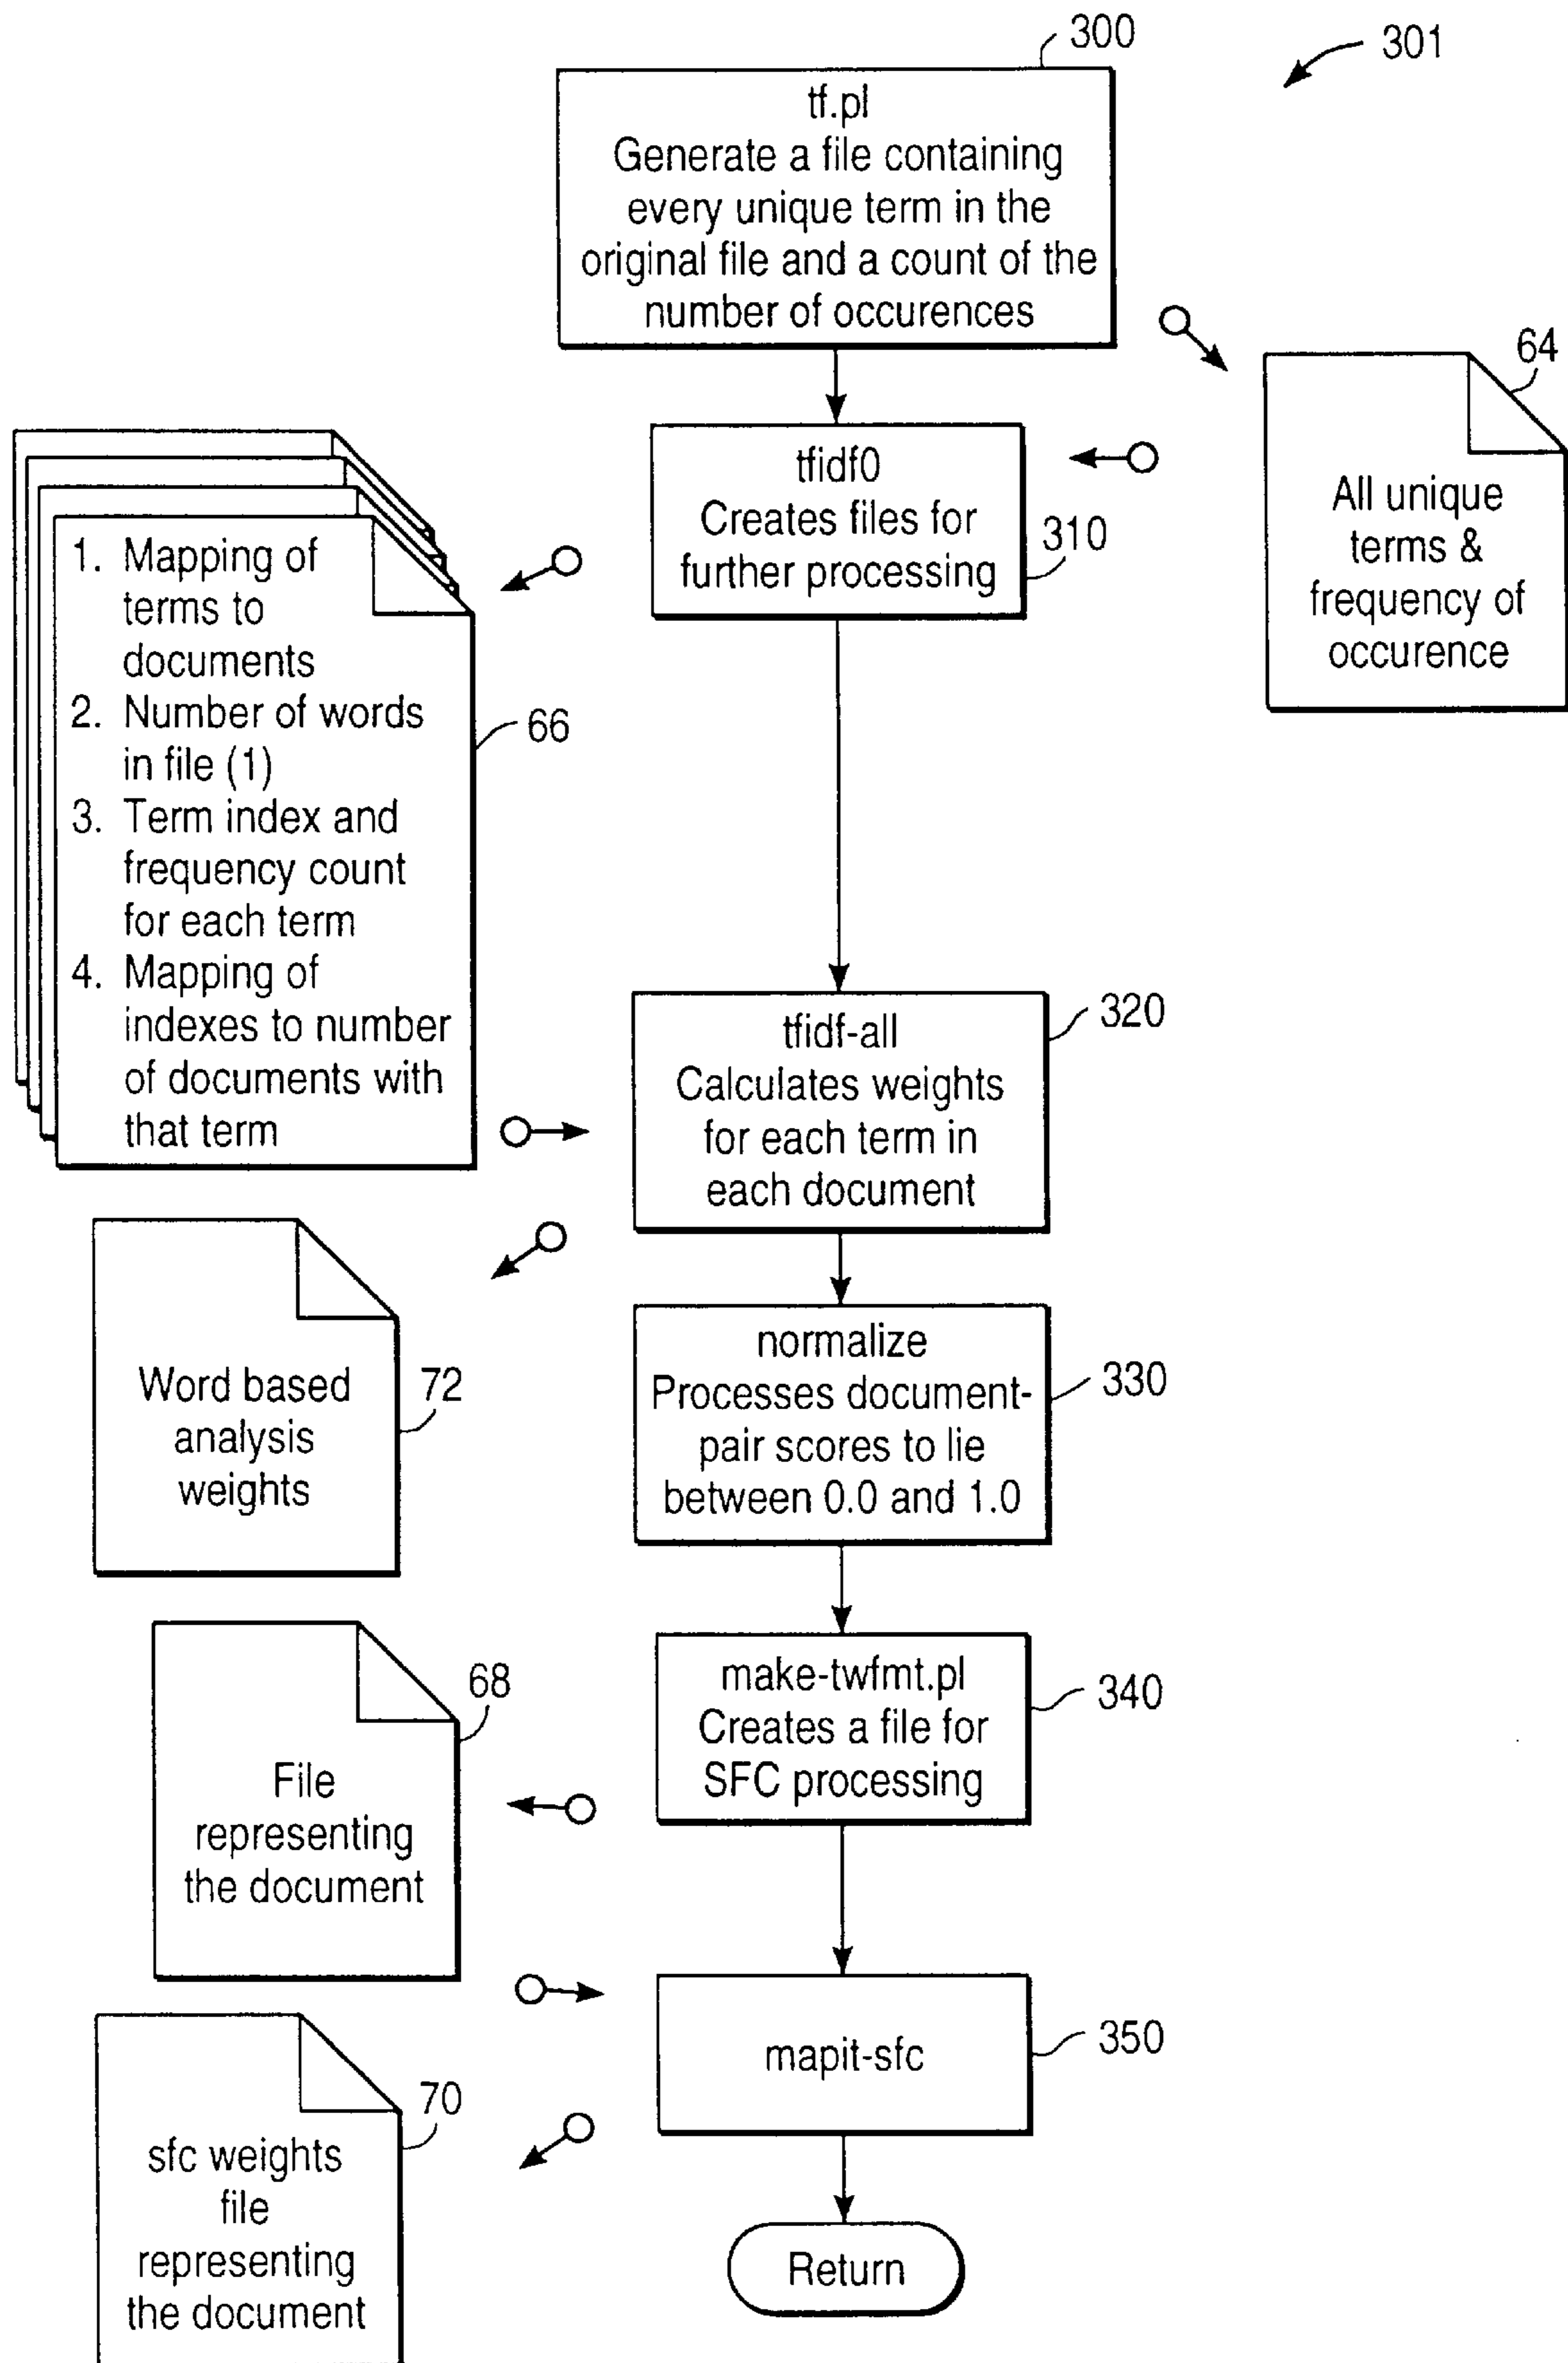 300
301
tf.pl
Generate a file containing
every unique term in the
original file and a count of the
number of occurences
64
All unique
terms &
frequency of
occurence
tfidf0
Creates files for
further processing
310
1. Mapping of
terms to
documents
2. Number of words
in file (1)
3. Term index and
frequency count
for each term
4. Mapping of
indexes to number
of documents with
that term
66
tfidf-all
Calculates weights
for each term in
each document
320
Word based
analysis
weights
72
normalize
Processes document-
pair scores to lie
between 0.0 and 1.0
330
File
representing
the document
68
make-twfmt.pl
Creates a file for
SFC processing
340
mapit-sfc
350
sfc weights
file
representing
the document
70
Return